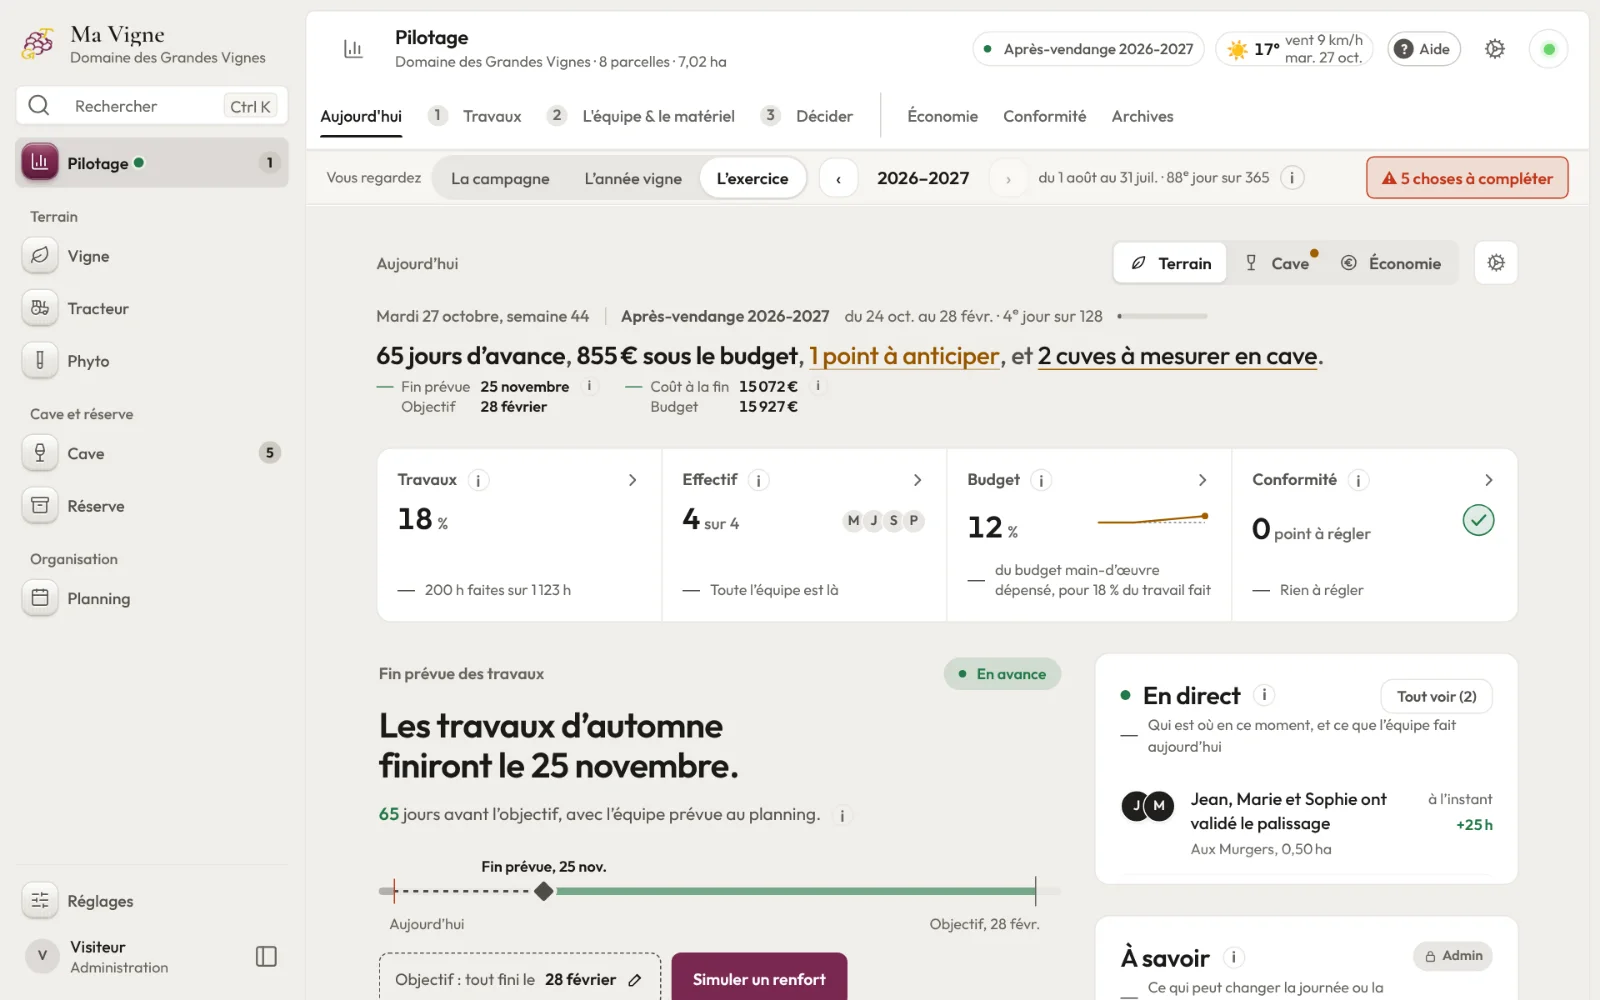 Ma Vigne
Domaine des Grandes Vignes
Rechercher Ctrl K
Pilotage 1
Terrain
Vigne
Tracteur
Phyto
Cave et réserve
Cave 5
Réserve
Organisation
Planning
Réglages
V Visiteur
Administration
Pilotage
Domaine des Grandes Vignes · 8 parcelles · 7,02 ha
Après-vendange 2026-2027
17° vent 9 km/h
mar. 27 oct.
? Aide
Aujourd'hui 1 Travaux 2 L'équipe & le matériel 3 Décider Économie Conformité Archives
Vous regardez La campagne L'année vigne L'exercice ‹ 2026–2027 › du 1 août au 31 juil. · 88e jour sur 365 i 5 choses à compléter
Aujourd'hui
Terrain Cave Économie
Mardi 27 octobre, semaine 44 Après-vendange 2026-2027 du 24 oct. au 28 févr. · 4e jour sur 128
65 jours d'avance, 855 € sous le budget, 1 point à anticiper, et 2 cuves à mesurer en cave.
— Fin prévue 25 novembre i — Coût à la fin 15 072 € i
Objectif 28 février Budget 15 927 €
Travaux i
18 %
— 200 h faites sur 1 123 h
Effectif i
4 sur 4 M J S P
— Toute l'équipe est là
Budget i
12 %
— du budget main-d'œuvre
dépensé, pour 18 % du travail fait
Conformité i
0 point à régler
— Rien à régler
Fin prévue des travaux En avance
Les travaux d'automne
finiront le 25 novembre.
65 jours avant l'objectif, avec l'équipe prévue au planning. i
Fin prévue, 25 nov.
Aujourd'hui Objectif, 28 févr.
Objectif : tout fini le 28 février
Simuler un renfort
En direct i Tout voir (2)
— Qui est où en ce moment, et ce que l'équipe fait
aujourd'hui
J M Jean, Marie et Sophie ont à l'instant
validé le palissage +25 h
Aux Murgers, 0,50 ha
À savoir i Admin
— Ce qui peut changer la journée ou la